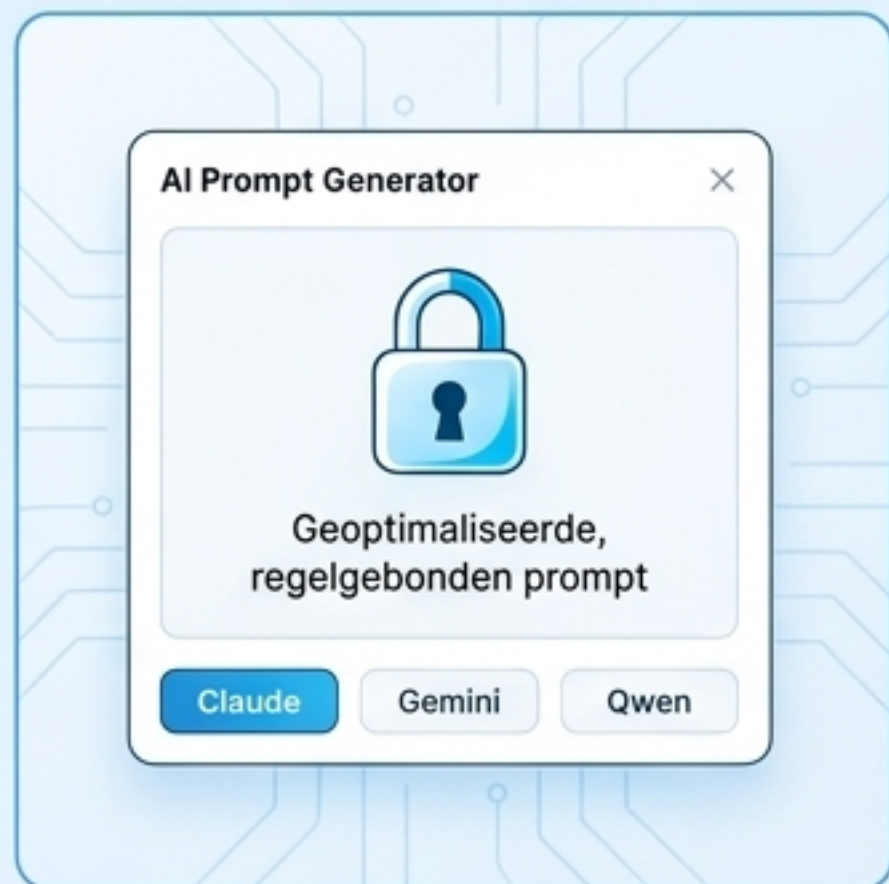 AI Prompt Generator
Geoptimaliseerde,
regelgebonden prompt
Claude
Gemini
Qwen